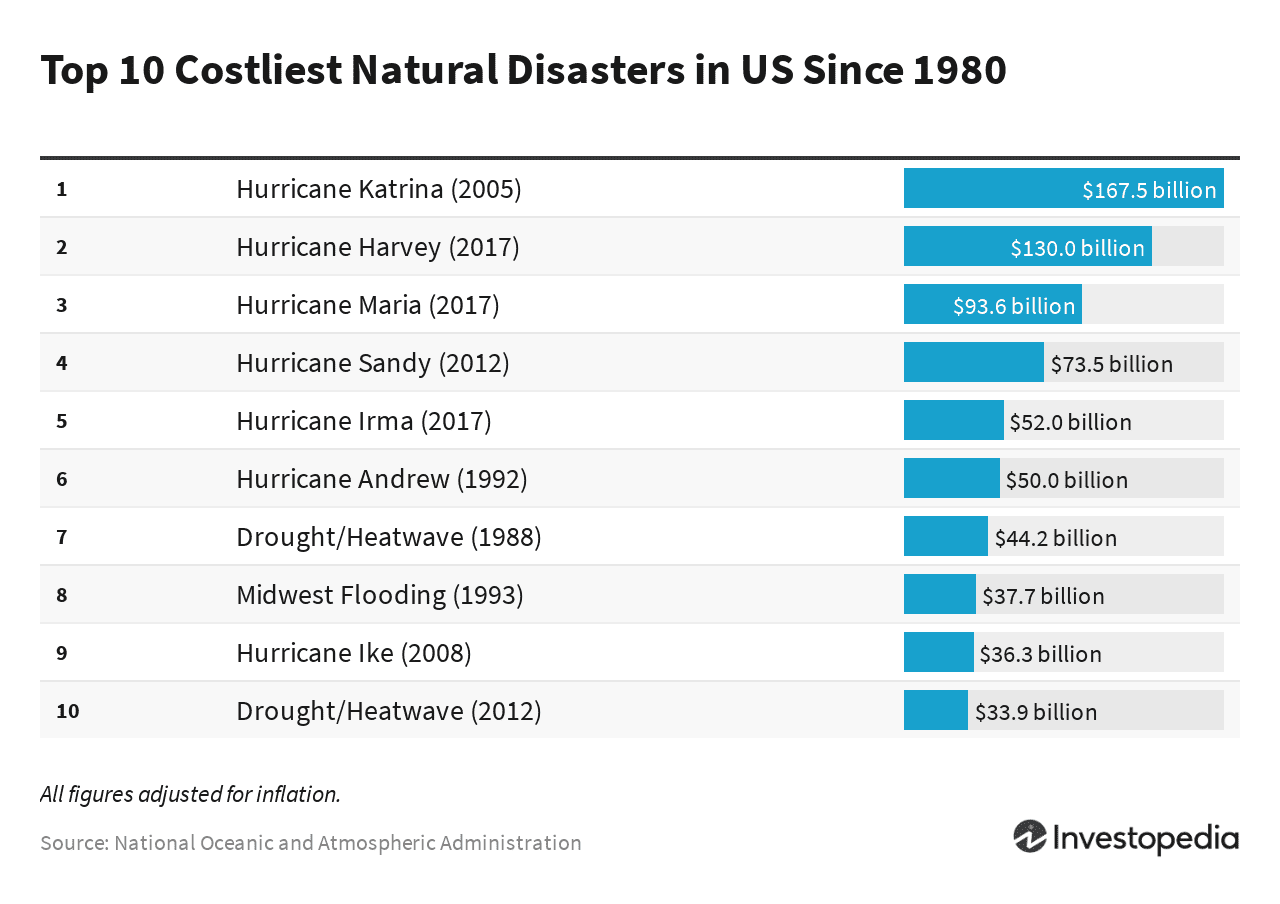 Top 10 Costliest Natural Disasters in US Since 1980
1 Hurricane Katrina (2005) $167.5 billion
2 Hurricane Harvey (2017) $130.0 billion
3 Hurricane Maria (2017) $93.6 billion
4 Hurricane Sandy (2012) $73.5 billion
5 Hurricane Irma (2017) $52.0 billion
6 Hurricane Andrew (1992) $50.0 billion
7 Drought/Heatwave (1988) $44.2 billion
8 Midwest Flooding (1993) $37.7 billion
9 Hurricane Ike (2008) $36.3 billion
10 Drought/Heatwave (2012) $33.9 billion
All figures adjusted for inflation.
Source: National Oceanic and Atmospheric Administration
Investopedia